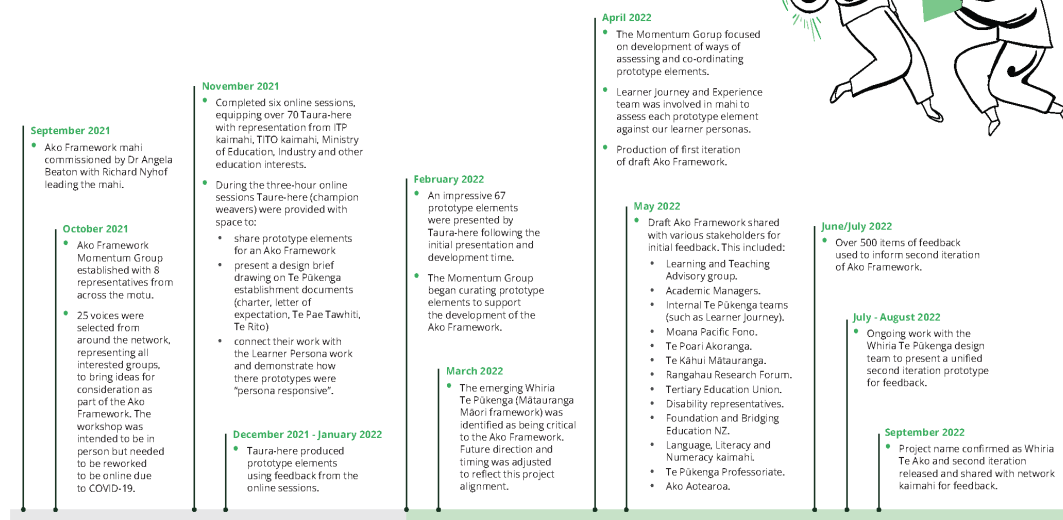 September 2021
Ako Framework mahi
commissioned by Dr Angela
Beaton with Richard Nyhof
leading the mahi.
October 2021
Ako Framework
Momentum Group
established with 8
representatives from
across the motu.
25 voices were
selected from
around the network,
representing all
interested groups,
to bring ideas for
consideration as
part of the Ako
Framework. The
workshop was
intended to be in
person but needed
to be reworked
to be online due
to COVID-19.
November 2021
Completed six online sessions,
equipping over 70 Taura-here
with representation from ITP
kaimahi, TITO kaimahi, Ministry
of Education, Industry and other
education interests.
During the three-hour online
sessions Taure-here (champion
weavers) were provided with
space to:
share prototype elements
for an Ako Framework
present a design brief
drawing on Te Pūkenga
establishment documents
(charter, letter of
expectation, Te Pae Tawhiti,
Te Rito)
connect their work with
the Learner Persona work
and demonstrate how
there prototypes were
“persona responsive”.
December 2021 - January 2022
Taura-here produced
prototype elements
using feedback from the
online sessions.
February 2022
An impressive 67
prototype elements
were presented by
Taura-here following the
initial presentation and
development time.
The Momentum Group
began curating prototype
elements to support
the development of the
Ako Framework.
March 2022
The emerging Whiria
Te Pūkenga (Mātauranga
Māori framework) was
identified as being critical
to the Ako Framework.
Future direction and
timing was adjusted
to reflect this project
alignment.
April 2022
The Momentum Gorup focused
on development of ways of
assessing and co-ordinating
prototype elements.
Learner Journey and Experience
team was involved in mahi to
assess each prototype element
against our learner personas.
Production of first iteration
of draft Ako Framework.
May 2022
Draft Ako Framework shared
with various stakeholders for
initial feedback. This included:
Learning and Teaching
Advisory group.
Academic Managers.
Internal Te Pūkenga teams
(such as Learner Journey).
Moana Pacific Fono.
Te Poari Akoranga.
Te Kāhui Mātauranga.
Rangahau Research Forum.
Tertiary Education Union.
Disability representatives.
Foundation and Bridging
Education NZ.
Language, Literacy and
Numeracy kaimahi.
Te Pūkenga Professoriate.
Ako Aotearoa.
June/July 2022
Over 500 items of feedback
used to inform second iteration
of Ako Framework.
July - August 2022
Ongoing work with the
Whiria Te Pūkenga design
team to present a unified
second iteration prototype
for feedback.
September 2022
Project name confirmed as Whiria
Te Ako and second iteration
released and shared with network
kaimahi for feedback.